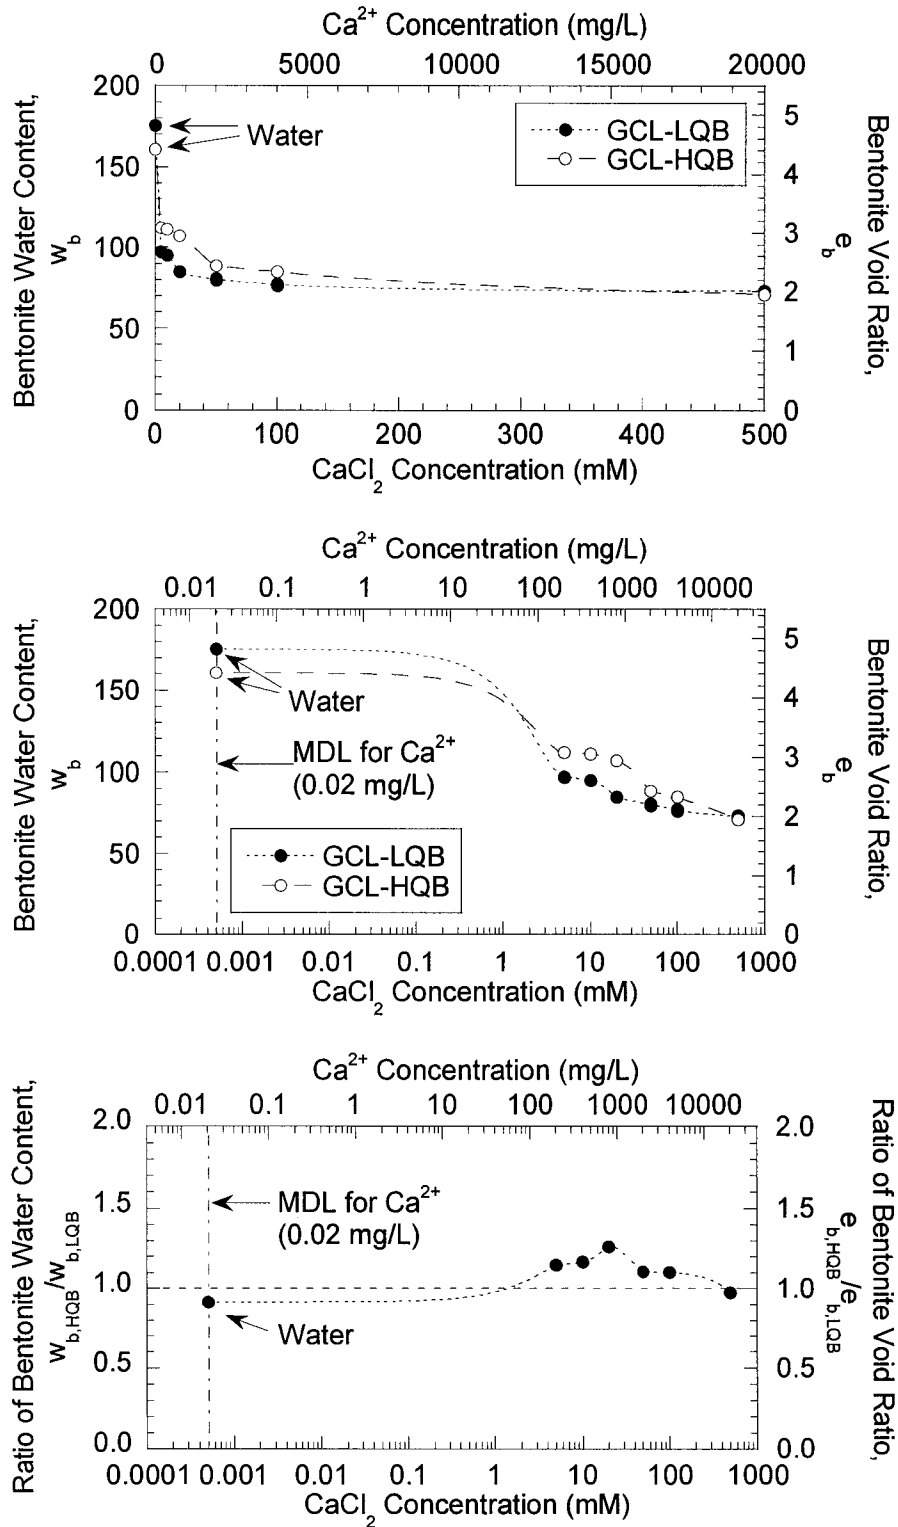 Ca²⁺ Concentration (mg/L)
0 5000 10000 15000 20000
Bentonite Water Content,
w_b
200
150
100
50
0
Water
GCL-LQB
GCL-HQB
5
4
3
2
1
0
Bentonite Void Ratio,
e_b
0 100 200 300 400 500
CaCl₂ Concentration (mM)
Ca²⁺ Concentration (mg/L)
0.01 0.1 1 10 100 1000 10000
Bentonite Water Content,
w_b
200
150
100
50
0
Water
MDL for Ca²⁺
(0.02 mg/L)
GCL-LQB
GCL-HQB
5
4
3
2
1
0
Bentonite Void Ratio,
e_b
0.0001 0.001 0.01 0.1 1 10 100 1000
CaCl₂ Concentration (mM)
Ca²⁺ Concentration (mg/L)
0.01 0.1 1 10 100 1000 10000
Ratio of Bentonite Water Content,
w_b,HQB/w_b,LQB
2.0
1.5
1.0
0.5
0.0
MDL for Ca²⁺
(0.02 mg/L)
Water
2.0
1.5
1.0
0.5
0.0
Ratio of Bentonite Void Ratio,
e_b,HQB/e_b,LQB
0.0001 0.001 0.01 0.1 1 10 100 1000
CaCl₂ Concentration (mM)